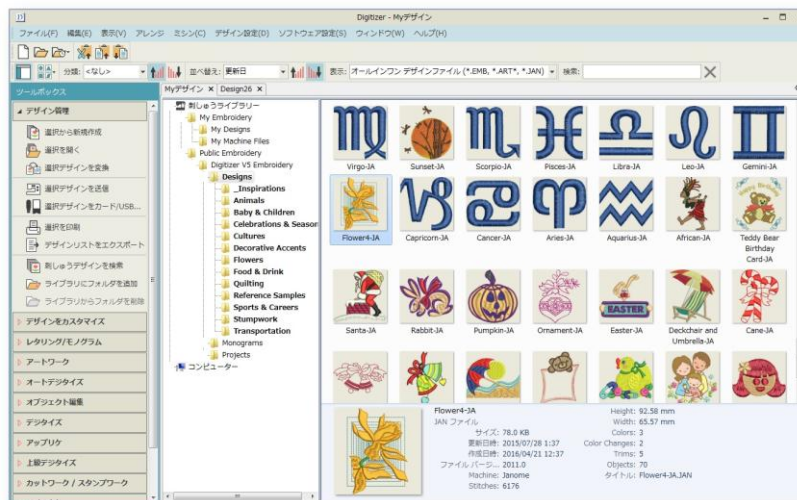 Digitizer - Myデザイン
ファイル(F) 編集(E) 表示(V) アレンジ ミシン(C) デザイン設定(D) ソフトウェア設定(S) ウィンドウ(W) ヘルプ(H)
分類: <なし> 並べ替え: 更新日 表示: オールインワン デザインファイル (*.EMB, *.ART*, *.JAN) 検索:
ツールボックス
Myデザイン × Design26 ×
デザイン管理
選択から新規作成
選択を開く
選択デザインを変換
選択デザインを送信
選択デザインをカード/USB...
選択を印刷
デザインリストをエクスポート
刺しゅうデザインを検索
ライブラリにフォルダを追加
ライブラリからフォルダを削除
デザインをカスタマイズ
レタリング/モノグラム
アートワーク
オートデジタイズ
オブジェクト編集
デジタイズ
アップリケ
上級デジタイズ
カットワーク / スタンプワーク
刺しゅうライブラリー
My Embroidery
My Designs
My Machine Files
Public Embroidery
Digitizer V5 Embroidery
Designs
_Inspirations
Animals
Baby & Children
Celebrations & Season
Cultures
Decorative Accents
Flowers
Food & Drink
Quilting
Reference Samples
Sports & Careers
Stumpwork
Transportation
Monograms
Projects
コンピューター
Virgo-JA Sunset-JA Scorpio-JA Pisces-JA Libra-JA Leo-JA Gemini-JA
Flower4-JA Capricorn-JA Cancer-JA Aries-JA Aquarius-JA African-JA Teddy Bear Birthday Card-JA
EASTER
Santa-JA Rabbit-JA Pumpkin-JA Ornament-JA Easter-JA Deckchair and Umbrella-JA Cane-JA
Flower4-JA
JAN ファイル
サイズ: 78.0 KB
更新日時: 2015/07/28 1:37
作成日時: 2016/04/21 12:37
ファイル バージ... 2011.0
Machine: Janome
Stitches: 6176
Height: 92.58 mm
Width: 65.57 mm
Colors: 3
Color Changes: 2
Trims: 5
Objects: 70
タイトル: Flower4-JA.JAN